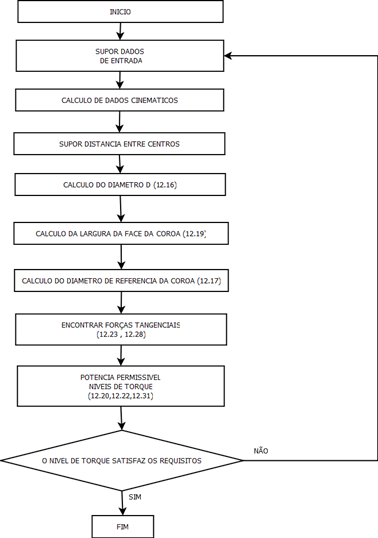 INICIO
SUPOR DADOS
DE ENTRADA
CALCULO DE DADOS CINEMATICOS
SUPOR DISTANCIA ENTRE CENTROS
CALCULO DO DIAMETRO D (12.16)
CALCULO DA LARGURA DA FACE DA COROA (12.19)
CALCULO DO DIAMETRO DE REFERENCIA DA COROA (12.17)
ENCONTRAR FORÇAS TANGENCIAIS
(12.23 , 12.28)
POTENCIA PERMISSIVEL
NIVEIS DE TORQUE
(12.20,12.22,12.31)
O NIVEL DE TORQUE SATISFAZ OS REQUISITOS
NÃO
SIM
FIM